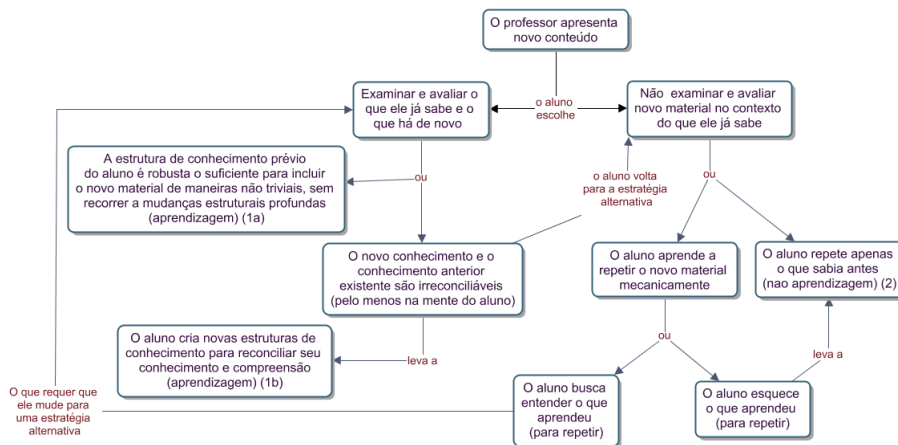 O professor apresenta
novo conteúdo
Examinar e avaliar o
que ele já sabe e o
que há de novo
o aluno
escolhe
Não examinar e avaliar
novo material no contexto
do que ele já sabe
A estrutura de conhecimento prévio
do aluno é robusta o suficiente para incluir
o novo material de maneiras não triviais, sem
recorrer a mudanças estruturais profundas
(aprendizagem) (1a)
ou
o aluno volta
para a estratégia
alternativa
ou
O novo conhecimento e o
conhecimento anterior
existente são irreconciliáveis
(pelo menos na mente do aluno)
O aluno aprende a
repetir o novo material
mecanicamente
O aluno repete apenas
o que sabia antes
(nao aprendizagem) (2)
O aluno cria novas estruturas de
conhecimento para reconciliar seu
conhecimento e compreensão
(aprendizagem) (1b)
leva a
ou
leva a
O que requer que
ele mude para
uma estratégia
alternativa
O aluno busca
entender o que
aprendeu
(para repetir)
O aluno esquece
o que aprendeu
(para repetir)